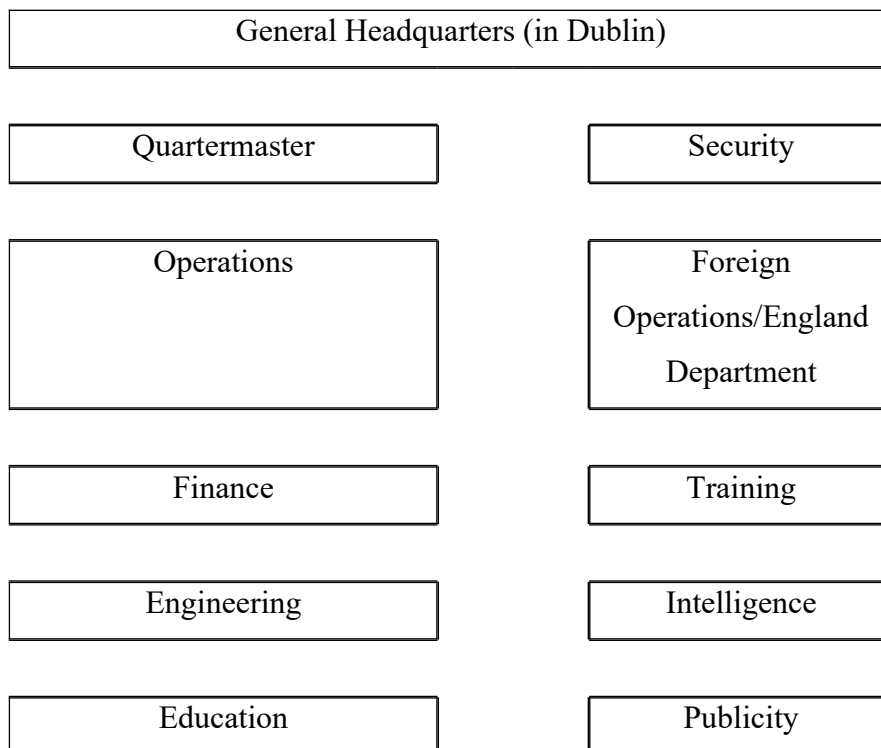 General Headquarters (in Dublin)
Quartermaster
Security
Operations
Foreign
Operations/England
Department
Finance
Training
Engineering
Intelligence
Education
Publicity